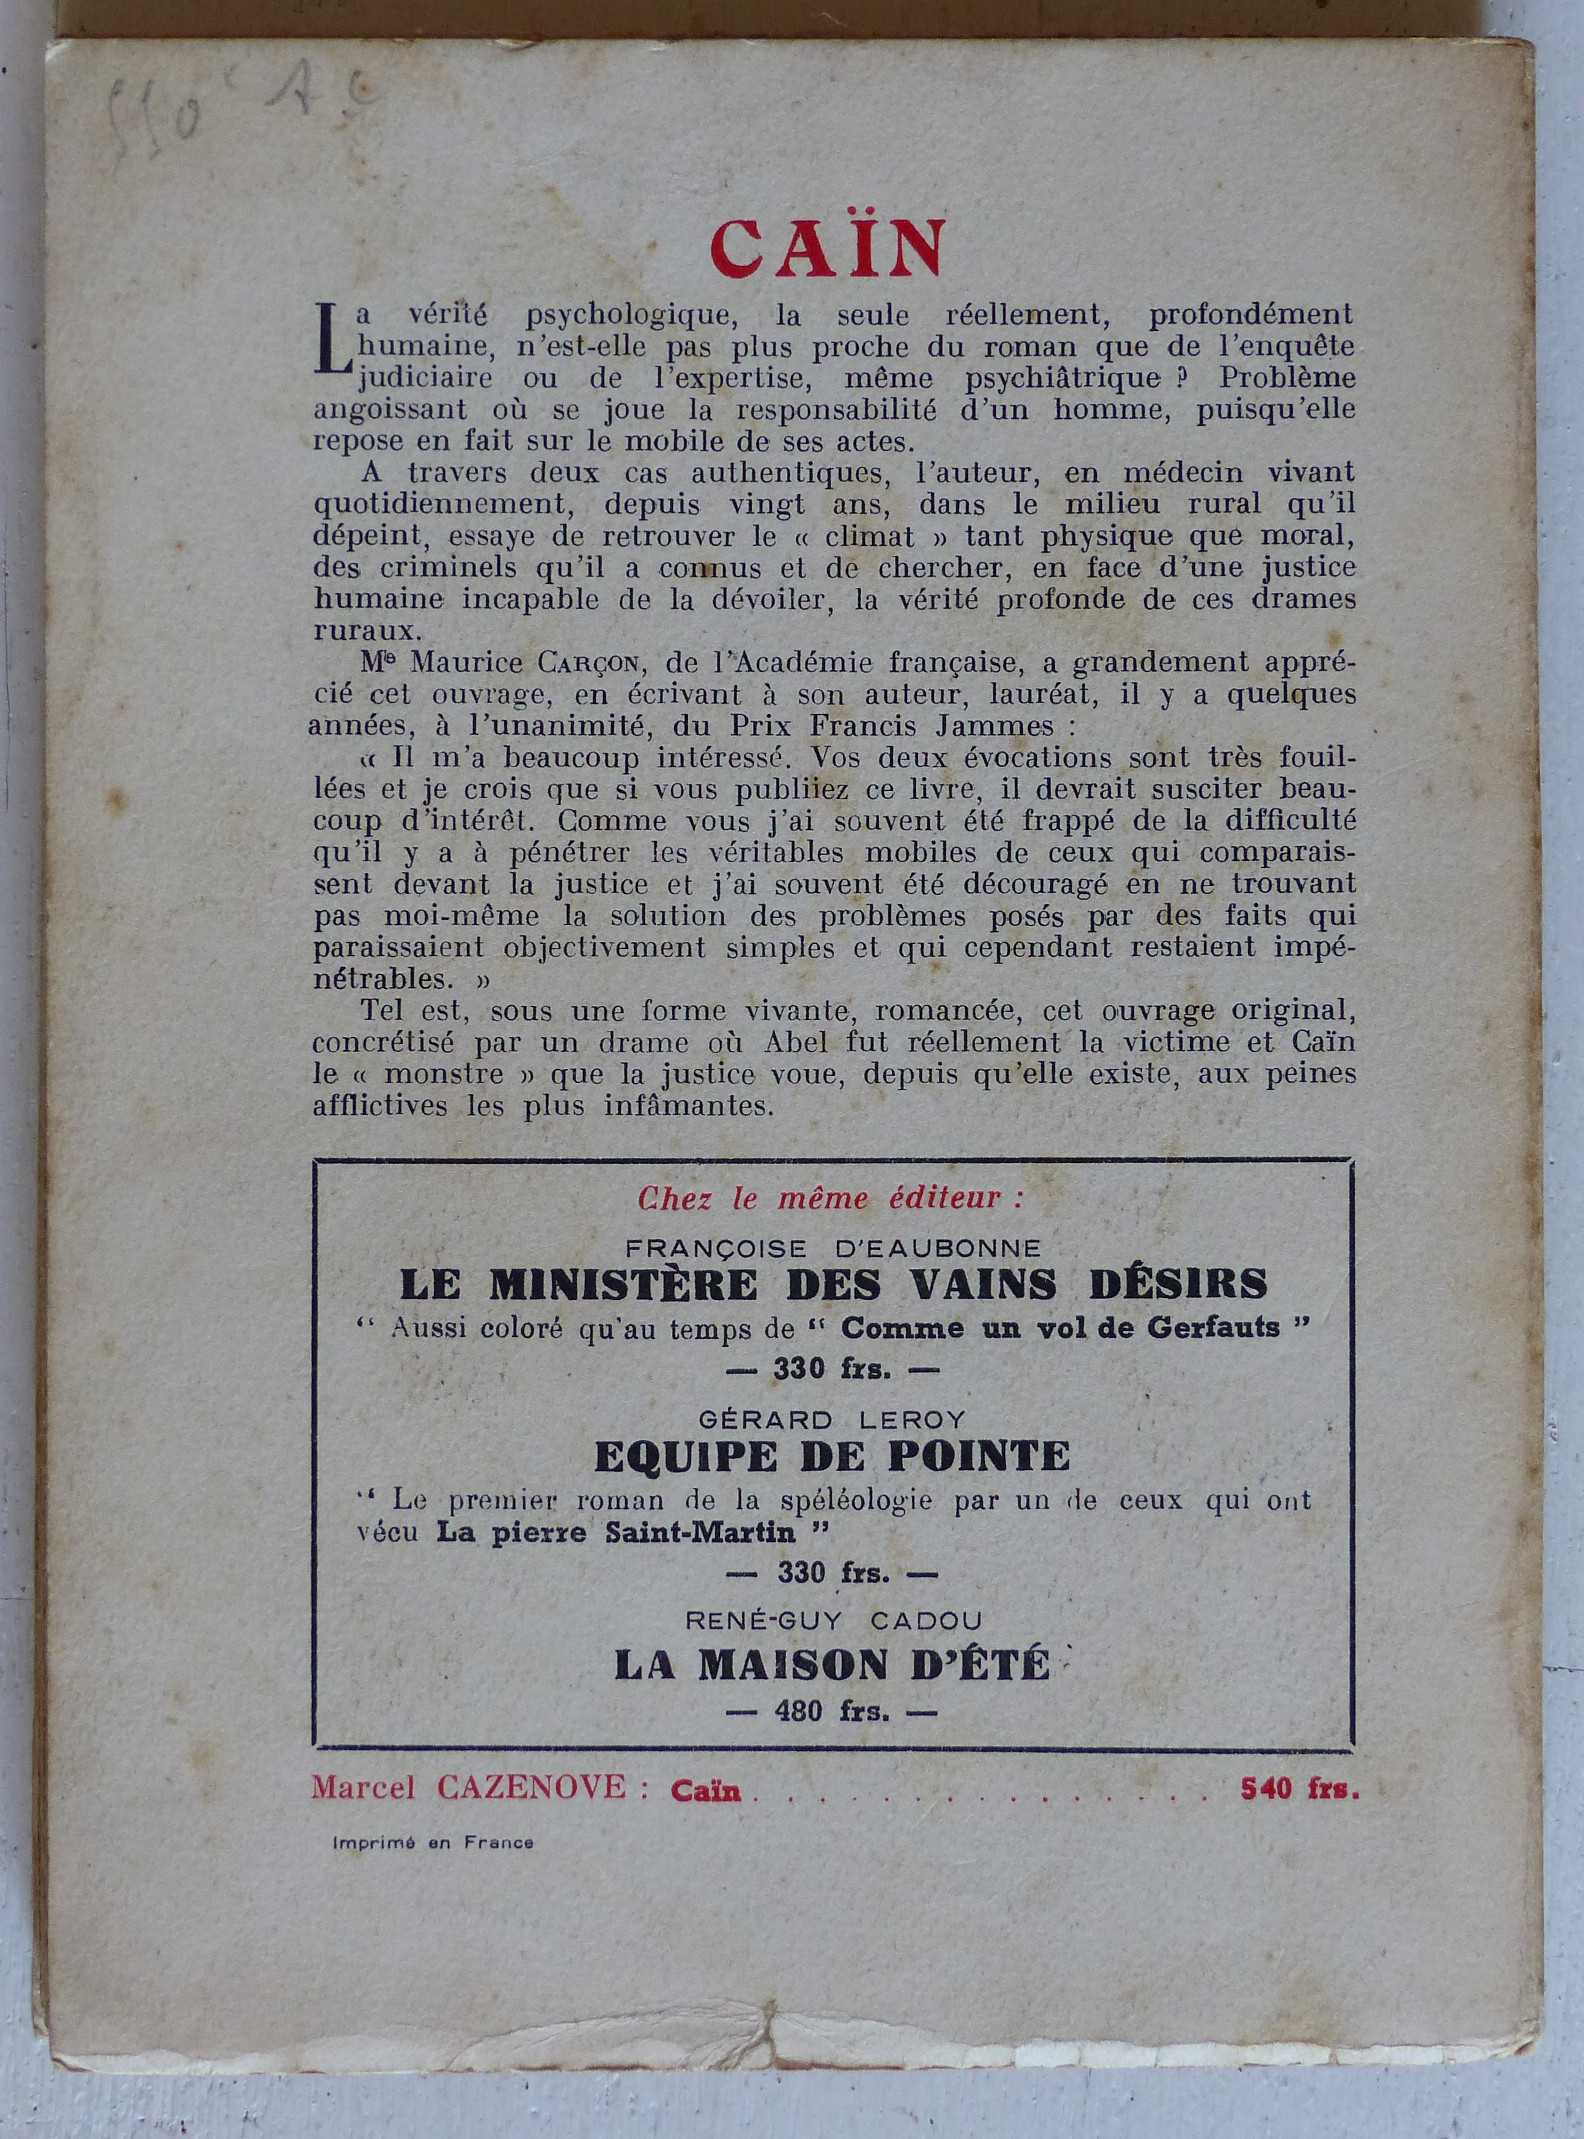 CAÏN
La vérité psychologique, la seule réellement, profondément
humaine, n'est-elle pas plus proche du roman que de l'enquête
judiciaire ou de l'expertise, même psychiâtrique ? Problème
angoissant où se joue la responsabilité d'un homme, puisqu'elle
repose en fait sur le mobile de ses actes.
A travers deux cas authentiques, l'auteur, en médecin vivant
quotidiennement, depuis vingt ans, dans le milieu rural qu'il
dépeint, essaye de retrouver le « climat » tant physique que moral,
des criminels qu'il a connus et de chercher, en face d'une justice
humaine incapable de la dévoiler, la vérité profonde de ces drames
ruraux.
Me Maurice CARÇON, de l'Académie française, a grandement appré-
cié cet ouvrage, en écrivant à son auteur, lauréat, il y a quelques
années, à l'unanimité, du Prix Francis Jammes :
« Il m'a beaucoup intéressé. Vos deux évocations sont très fouil-
lées et je crois que si vous publiiez ce livre, il devrait susciter beau-
coup d'intérêt. Comme vous j'ai souvent été frappé de la difficulté
qu'il y a à pénétrer les véritables mobiles de ceux qui comparais-
sent devant la justice et j'ai souvent été découragé en ne trouvant
pas moi-même la solution des problèmes posés par des faits qui
paraissaient objectivement simples et qui cependant restaient impé-
nétrables. »
Tel est, sous une forme vivante, romancée, cet ouvrage original,
concrétisé par un drame où Abel fut réellement la victime et Caïn
le « monstre » que la justice voue, depuis qu'elle existe, aux peines
afflictives les plus infâmantes.
Chez le même éditeur :
FRANÇOISE D'EAUBONNE
LE MINISTÈRE DES VAINS DÉSIRS
“ Aussi coloré qu'au temps de “ Comme un vol de Gerfauts ”
— 330 frs. —
GÉRARD LEROY
EQUIPE DE POINTE
“ Le premier roman de la spéléologie par un de ceux qui ont
vécu La pierre Saint-Martin ”
— 330 frs. —
RENÉ-GUY CADOU
LA MAISON D'ÉTÉ
— 480 frs. —
Marcel CAZENOVE : Caïn . . . . . . . . . . . . . . . 540 frs.
Imprimé en France